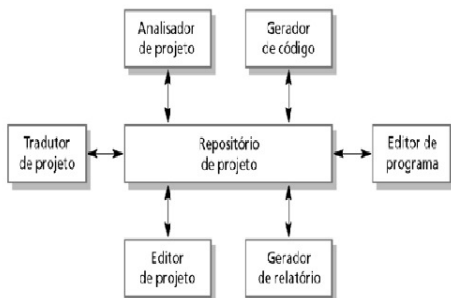 Analisador
de projeto
Gerador
de código
Tradutor
de projeto
Repositório
de projeto
Editor de
programa
Editor
de projeto
Gerador
de relatório